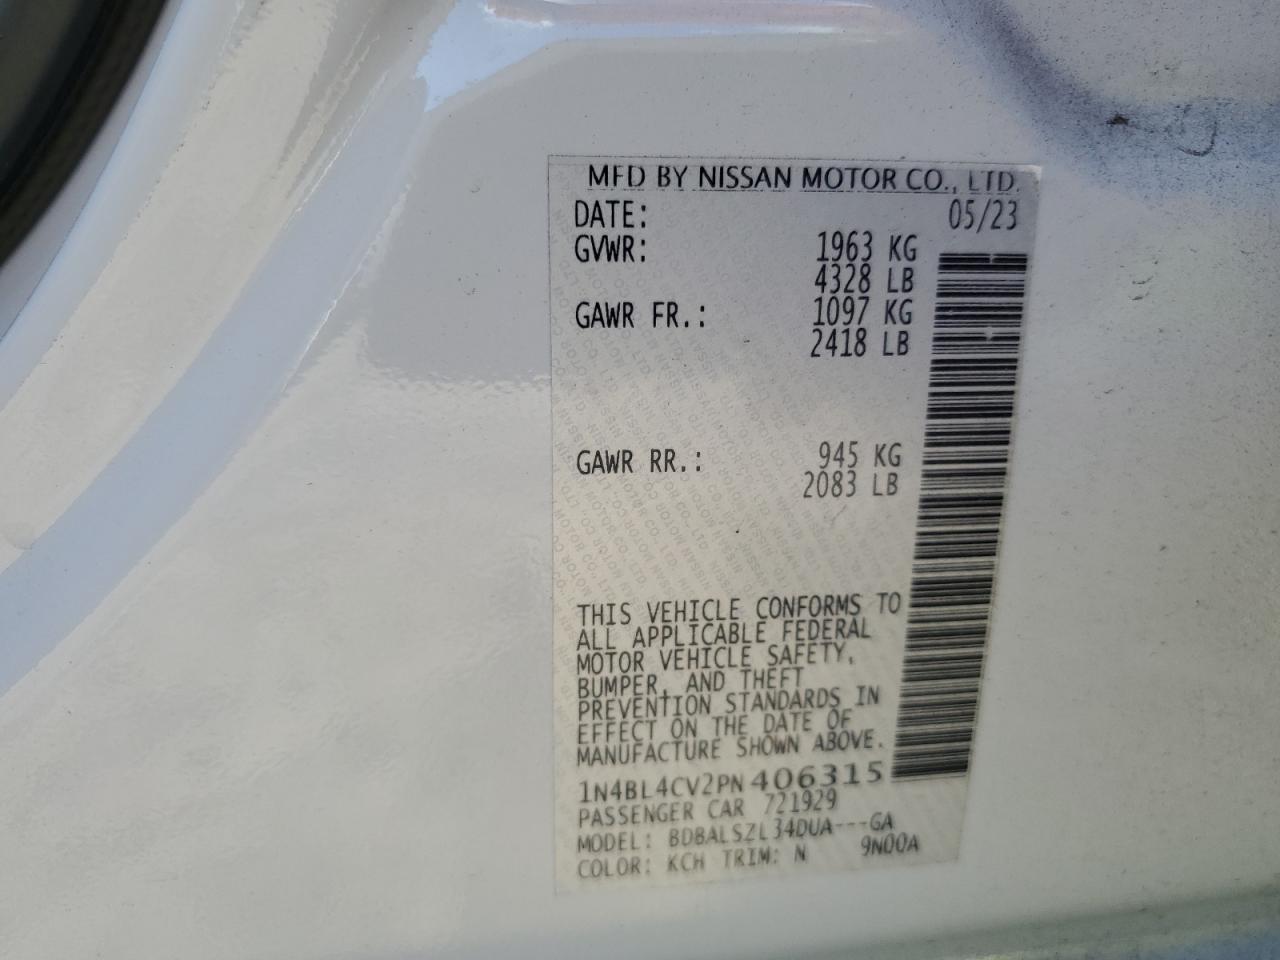 MFD BY NISSAN MOTOR CO., LTD.
DATE: 05/23
GVWR: 1963 KG
4328 LB
GAWR FR.: 1097 KG
2418 LB
GAWR RR.: 945 KG
2083 LB
THIS VEHICLE CONFORMS TO
ALL APPLICABLE FEDERAL
MOTOR VEHICLE SAFETY,
BUMPER, AND THEFT
PREVENTION STANDARDS IN
EFFECT ON THE DATE OF
MANUFACTURE SHOWN ABOVE.
1N4BL4CV2PN406315
PASSENGER CAR 721929
MODEL: BDBALSZL34DUA---GA
COLOR: KCH TRIM: N 9N00A